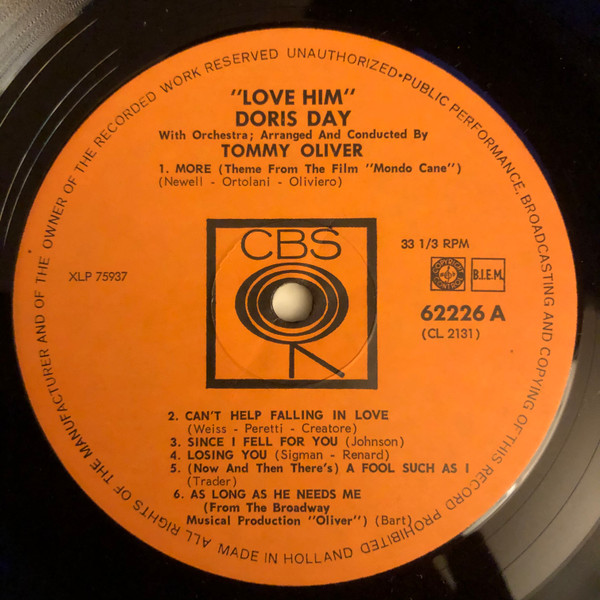 ALL RIGHTS OF THE MANUFACTURER AND OF THE OWNER OF THE RECORDED WORK RESERVED UNAUTHORIZED•PUBLIC PERFORMANCE, BROADCASTING AND COPYING OF THIS RECORD PROHIBITED
"LOVE HIM"
DORIS DAY
With Orchestra; Arranged And Conducted By
TOMMY OLIVER
1. MORE (Theme From The Film "Mondo Cane")
(Newell - Ortolani - Oliviero)
CBS
33 1/3 RPM
XLP 75937
B.I.E.M.
62226 A
(CL 2131)
2. CAN'T HELP FALLING IN LOVE
(Weiss - Peretti - Creatore)
3. SINCE I FELL FOR YOU (Johnson)
4. LOSING YOU (Sigman - Renard)
5. (Now And Then There's) A FOOL SUCH AS I
(Trader)
6. AS LONG AS HE NEEDS ME
(From The Broadway
Musical Production "Oliver") (Bart)
MADE IN HOLLAND